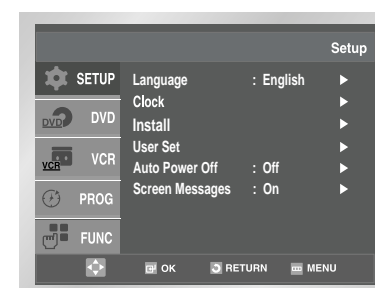 Setup
SETUP
Language : English ►
Clock ►
DVD DVD
Install ►
User Set ►
VCR VCR
Auto Power Off : Off ►
Screen Messages : On ►
PROG
FUNC
OK RETURN MENU